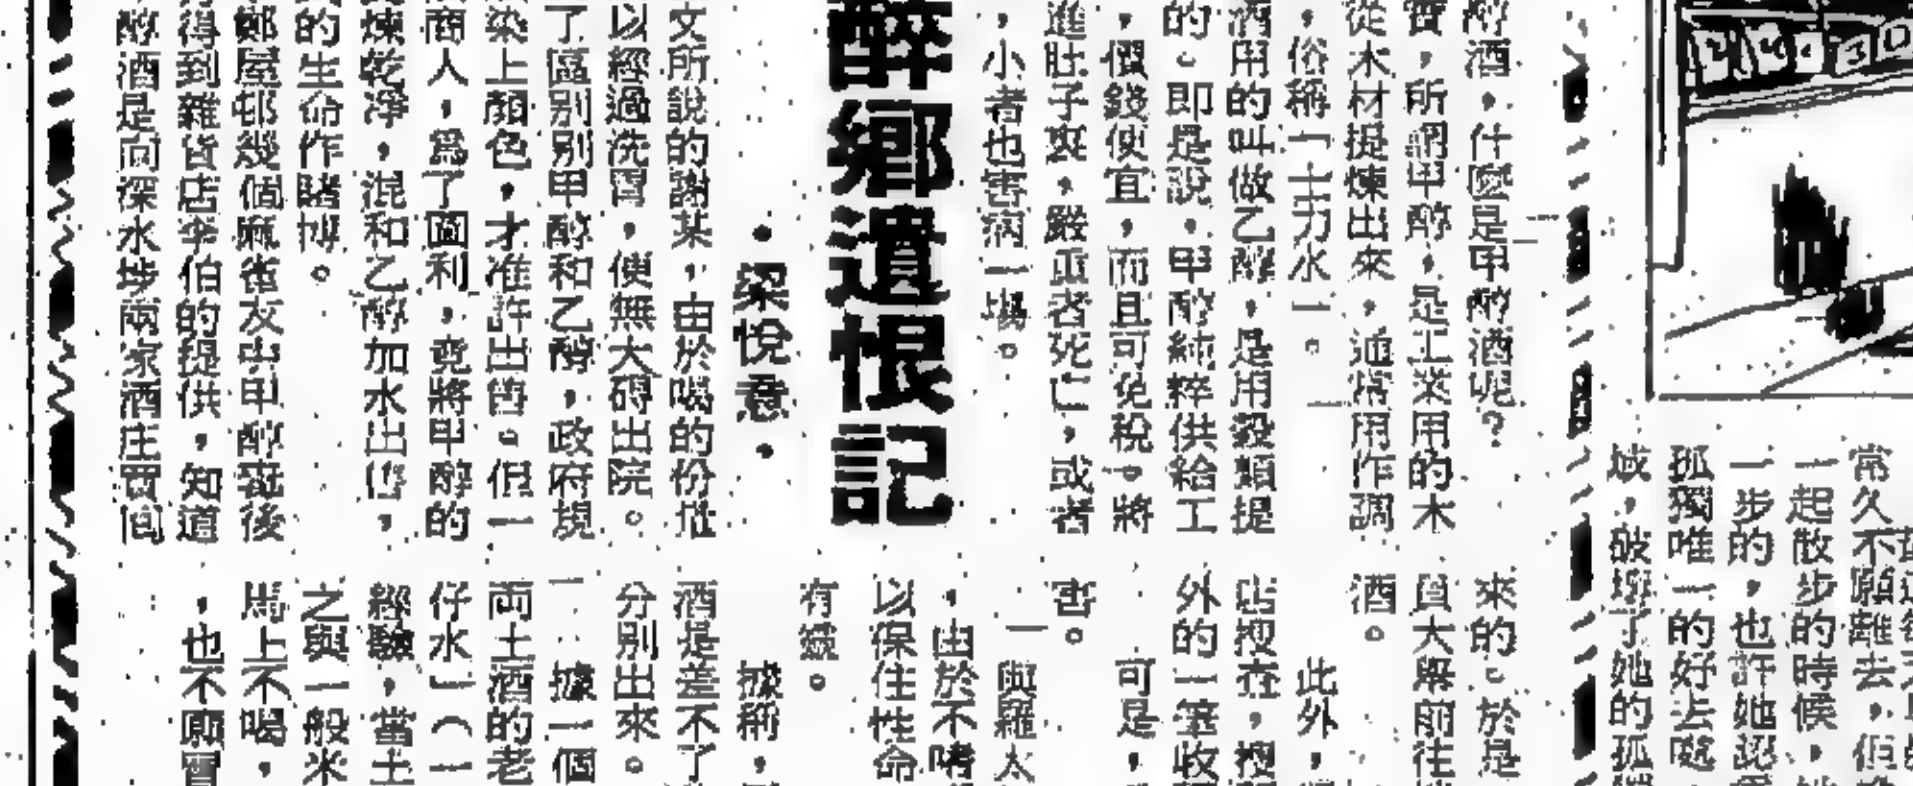 醇酒，什麼是甲醇酒呢？
實，所謂甲醇，是工業用的木
從木材提煉出來，通常用作調
，俗稱「土力水」。
酒用的叫做乙醇，是用穀類提
的。即是說，甲醇純粹供給工
，價錢便宜，而且可免稅。將
進肚子裏，嚴重者死亡，或者
，小者也害病一場。
醉鄉遺恨記
•梁悅意•
文所說的謝某，由於喝的份
以經過洗胃，便無大碍出院。
了區別甲醇和乙醇，政府規
染上顏色，才准許出售。但一
商人，爲了圖利，竟將甲醇的
煉乾淨，混和乙醇加水出售，
的生命作賭博。
鄉屋邨幾個麻雀友中甲醇毒後
得到雜貨店李伯的提供，知道
醇酒是向深水埗兩家酒庄買
來的。於是
員大舉前往
酒。
此外，
店搜查，搜
外的一筆收
可是，
害。
與羅太
，由於不嗜
以保住性命
有
據稱，
酒是差不了
分別出來。
據一個
両土酒的老
仔水」（一
經驗，當土
之與一般米
馬上不喝，
，也不願
常久不願離去，但
一起散步的時候，
一步的，也許她認
孤獨唯一的好去處
域，破壞了她的孤